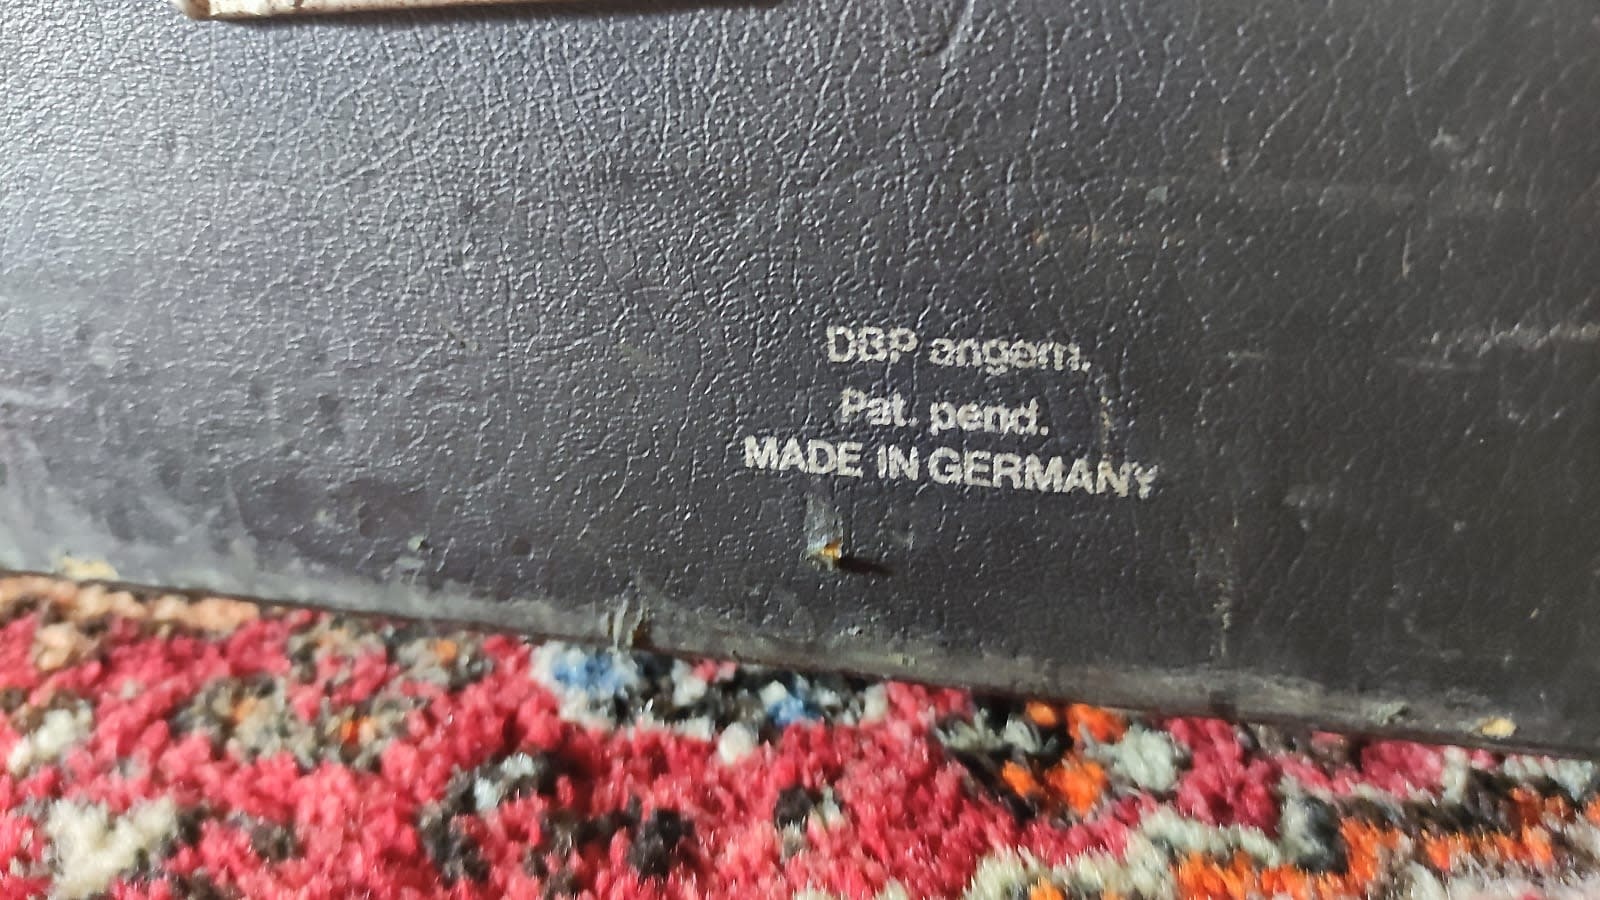 DBP angem.
Pat. pend.
MADE IN GERMANY